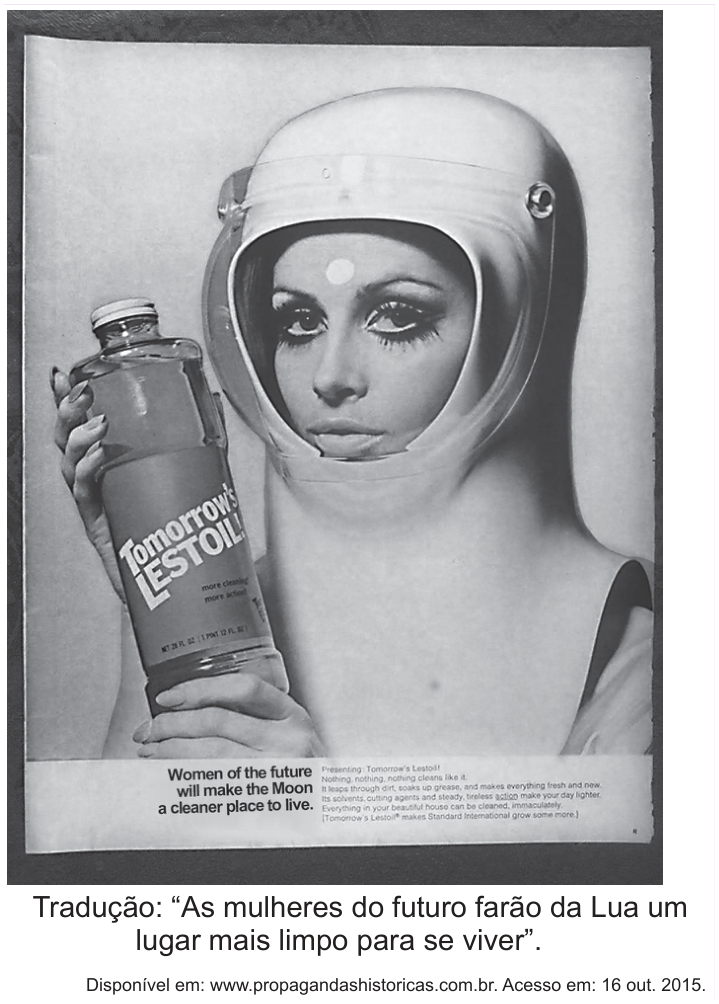 Tomorrow's
LESTOIL!
more cleaning!
more action!
NET 28 FL. OZ. | 1 PINT 12 FL. OZ.
Women of the future
will make the Moon
a cleaner place to live.
Presenting: Tomorrow's Lestoil!
Nothing, nothing, nothing cleans like it.
It leaps through dirt, soaks up grease, and makes everything fresh and new.
Its solvents, cutting agents and steady, tireless action make your day lighter.
Everything in your beautiful house can be cleaned, immaculately.
[Tomorrow's Lestoil® makes Standard International grow some more.]
Tradução: “As mulheres do futuro farão da Lua um
lugar mais limpo para se viver”.
Disponível em: www.propagandashistoricas.com.br. Acesso em: 16 out. 2015.